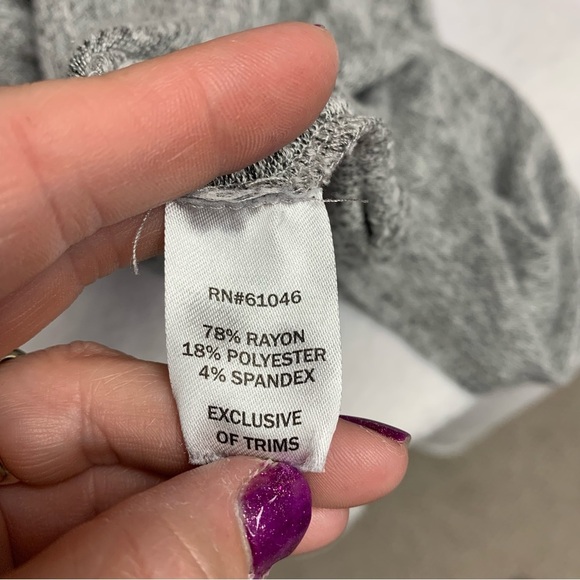 RN#61046
78% RAYON
18% POLYESTER
4% SPANDEX
EXCLUSIVE
OF TRIMS